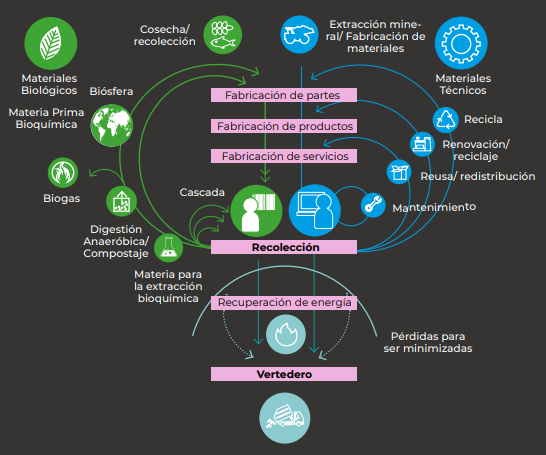 Cosecha/
recolección
Extracción mine-
ral/ Fabricación de
materiales
Materiales
Biológicos
Materiales
Técnicos
Biósfera
Fabricación de partes
Materia Prima
Bioquímica
Recicla
Fabricación de productos
Renovación/
reciclaje
Fabricación de servicios
Reusa/ redistribución
Biogas
Cascada
Mantenimiento
Digestión
Anaeróbica/
Compostaje
Recolección
Materia para
la extracción
bioquímica
Recuperación de energía
Pérdidas para
ser minimizadas
Vertedero